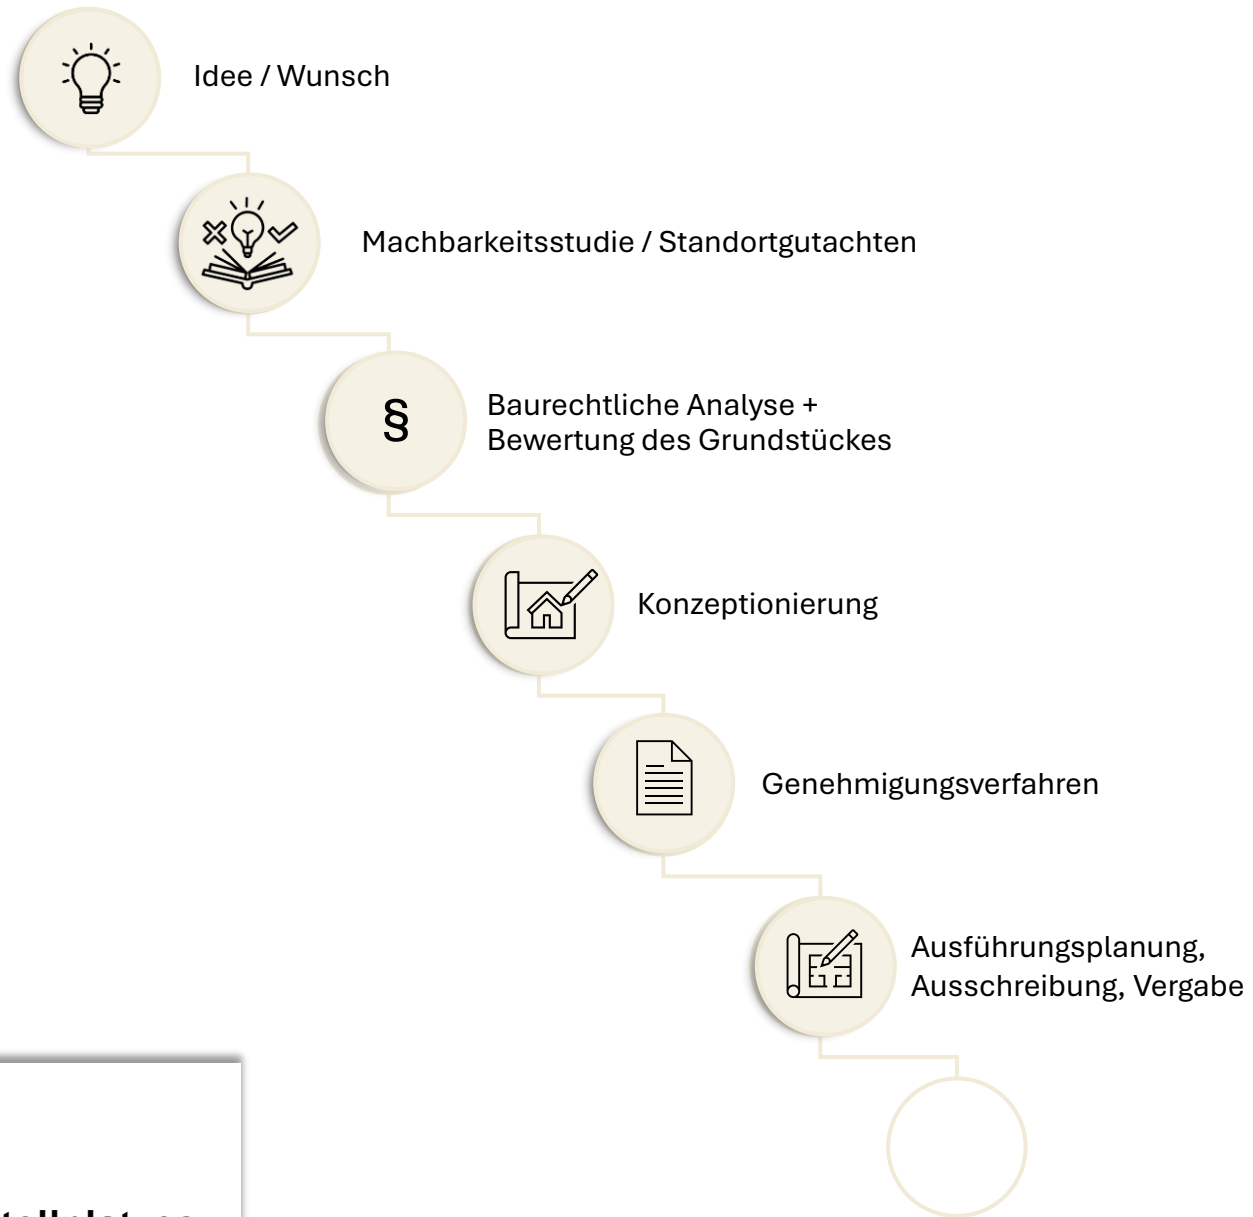 Idee / Wunsch
Machbarkeitsstudie / Standortgutachten
§
Baurechtliche Analyse +
Bewertung des Grundstückes
Konzeptionierung
Genehmigungsverfahren
Ausführungsplanung,
Ausschreibung, Vergabe